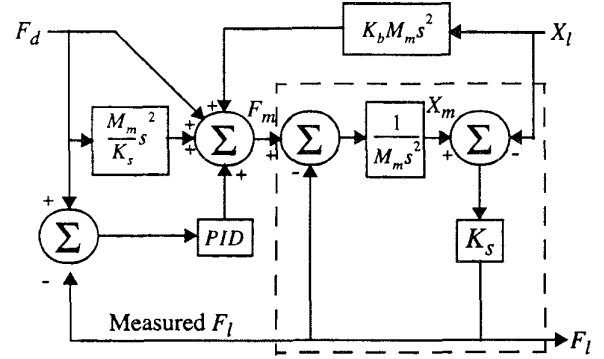 F_d
K_b M_m s^2
X_l
+
+
+
+
+
F_m
+
-
Σ
Σ
1
M_m s^2
X_m
+
-
Σ
M_m
K_s
s^2
+
-
Σ
PID
K_s
Measured F_l
F_l